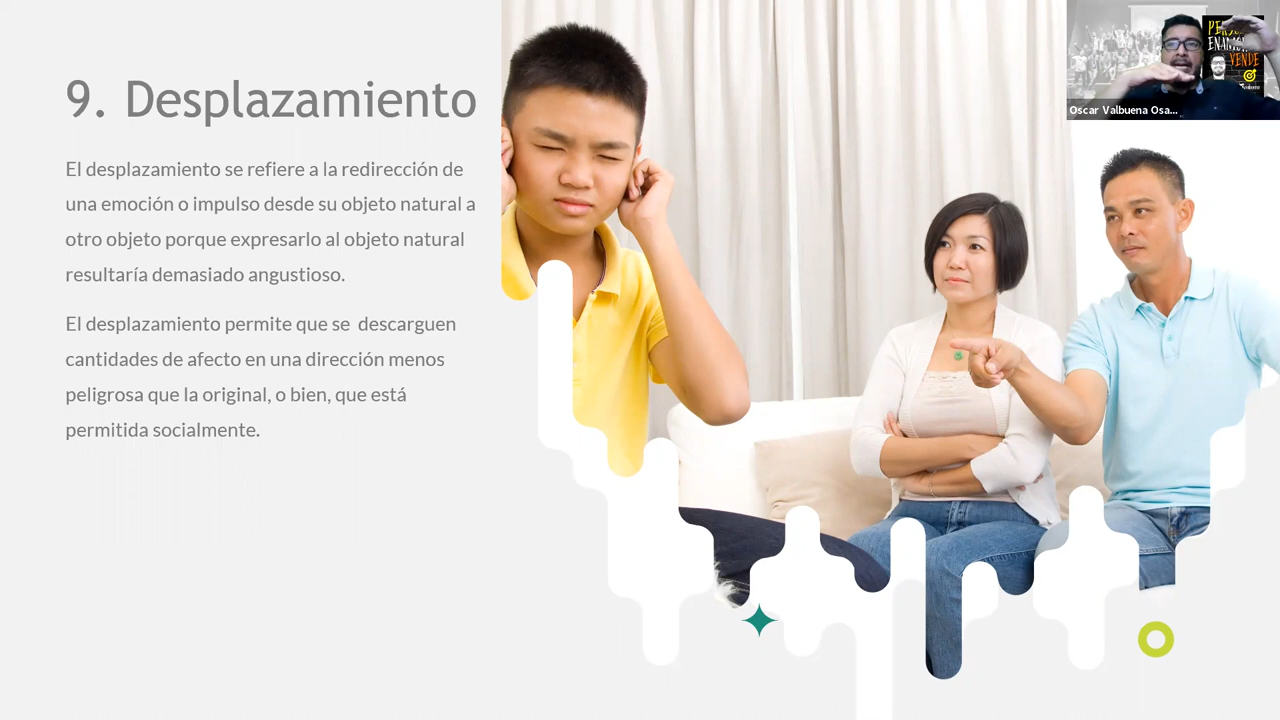 9. Desplazamiento
El desplazamiento se refiere a la redirección de
una emoción o impulso desde su objeto natural a
otro objeto porque expresarlo al objeto natural
resultaría demasiado angustioso.
El desplazamiento permite que se  descarguen
cantidades de afecto en una dirección menos
peligrosa que la original, o bien, que está
permitida socialmente.
VENDE
Oscar Valbuena Osa...